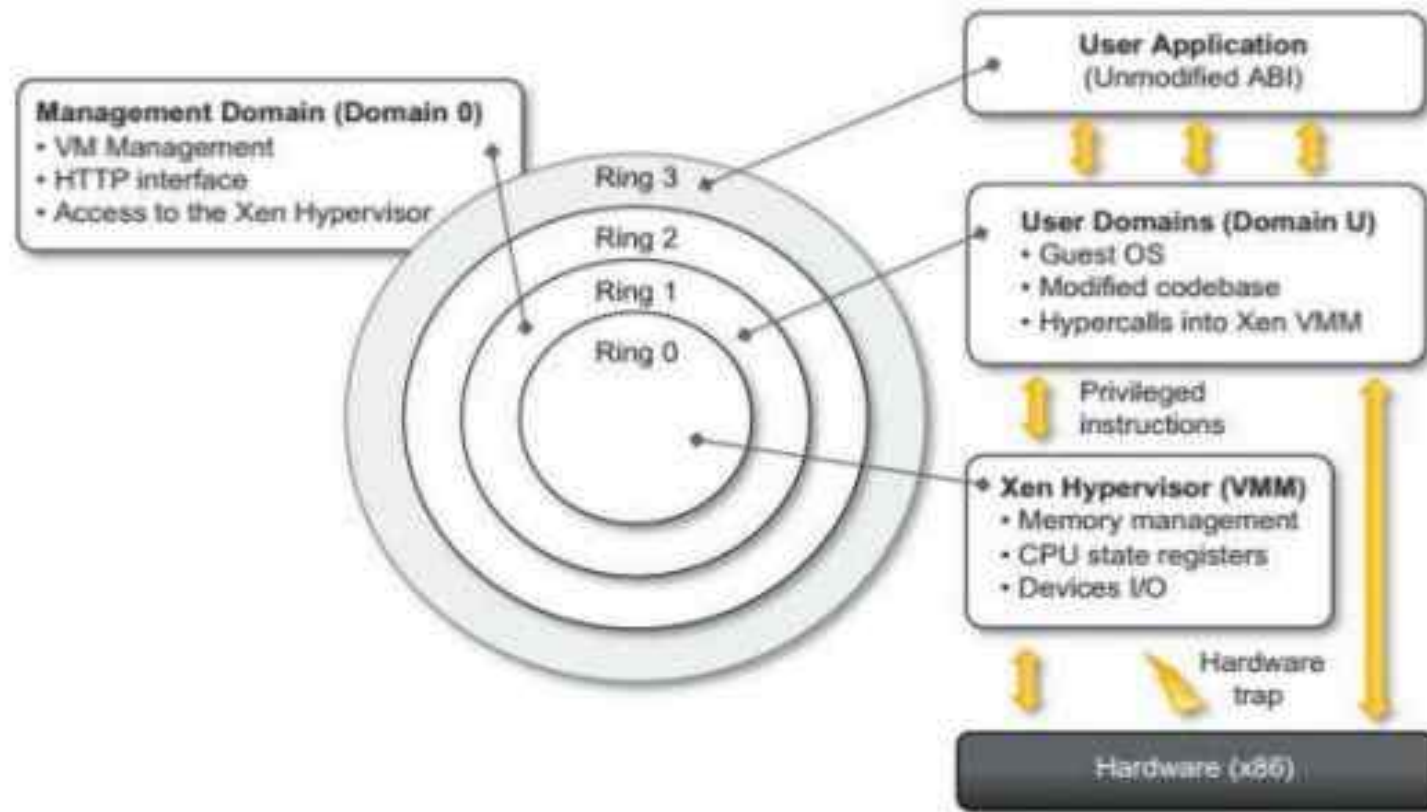 Management Domain (Domain 0)
• VM Management
• HTTP interface
• Access to the Xen Hypervisor
Ring 3
Ring 2
Ring 1
Ring 0
User Application
(Unmodified ABI)
User Domains (Domain U)
• Guest OS
• Modified codebase
• Hypercalls into Xen VMM
Privileged
instructions
Xen Hypervisor (VMM)
• Memory management
• CPU state registers
• Devices I/O
Hardware
trap
Hardware (x86)